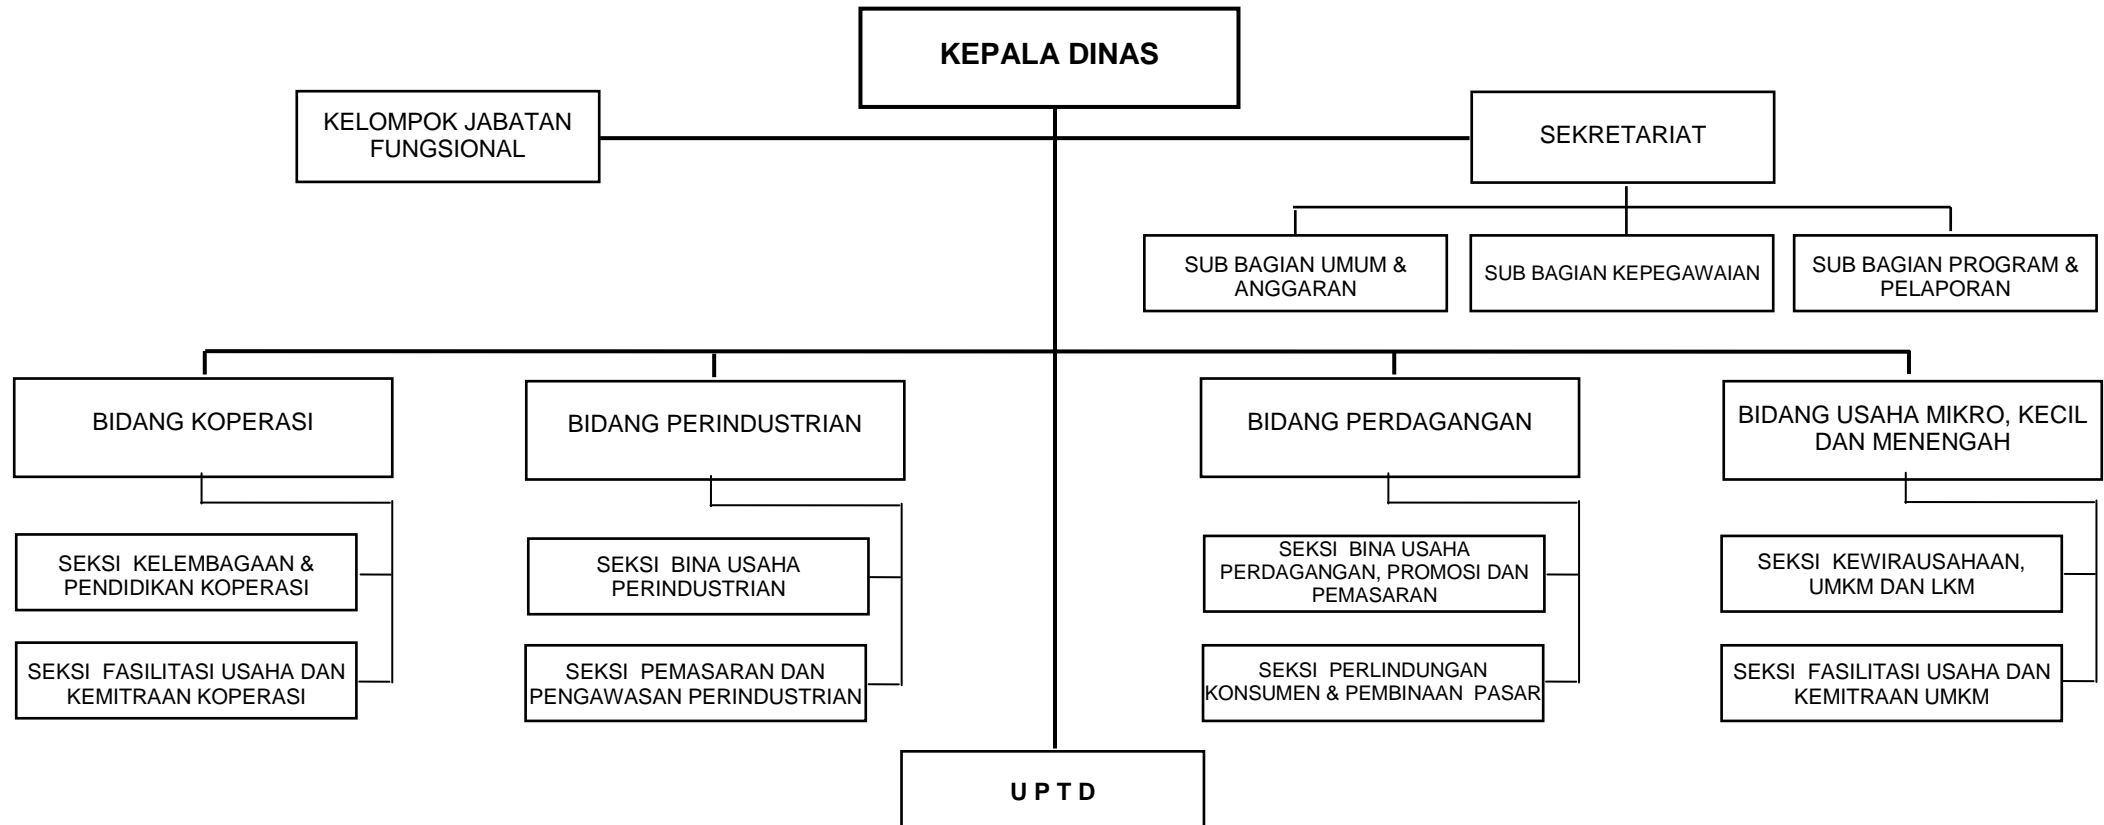 KEPALA DINAS
KELOMPOK JABATAN
FUNGSIONAL
SEKRETARIAT
SUB BAGIAN UMUM &
ANGGARAN
SUB BAGIAN KEPEGAWAIAN
SUB BAGIAN PROGRAM &
PELAPORAN
BIDANG KOPERASI
BIDANG PERINDUSTRIAN
BIDANG PERDAGANGAN
BIDANG USAHA MIKRO, KECIL
DAN MENENGAH
SEKSI KELEMBAGAAN &
PENDIDIKAN KOPERASI
SEKSI BINA USAHA
PERINDUSTRIAN
SEKSI BINA USAHA
PERDAGANGAN, PROMOSI DAN
PEMASARAN
SEKSI KEWIRAUSAHAAN,
UMKM DAN LKM
SEKSI FASILITASI USAHA DAN
KEMITRAAN KOPERASI
SEKSI PEMASARAN DAN
PENGAWASAN PERINDUSTRIAN
SEKSI PERLINDUNGAN
KONSUMEN & PEMBINAAN PASAR
SEKSI FASILITASI USAHA DAN
KEMITRAAN UMKM
U P T D